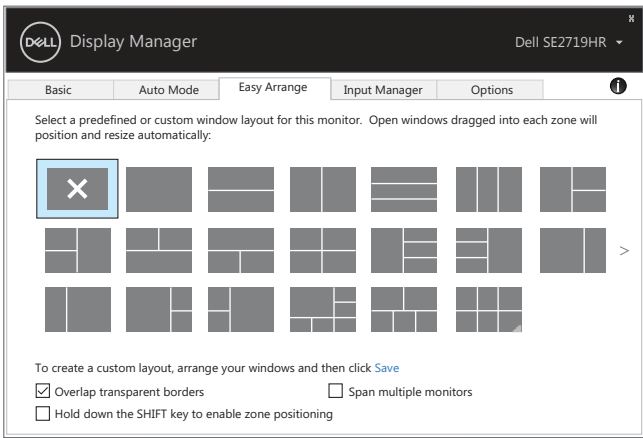 x
DELL Display Manager
Dell SE2719HR
Basic Auto Mode Easy Arrange Input Manager Options
Select a predefined or custom window layout for this monitor. Open windows dragged into each zone will
position and resize automatically:
>
To create a custom layout, arrange your windows and then click Save
Overlap transparent borders Span multiple monitors
Hold down the SHIFT key to enable zone positioning